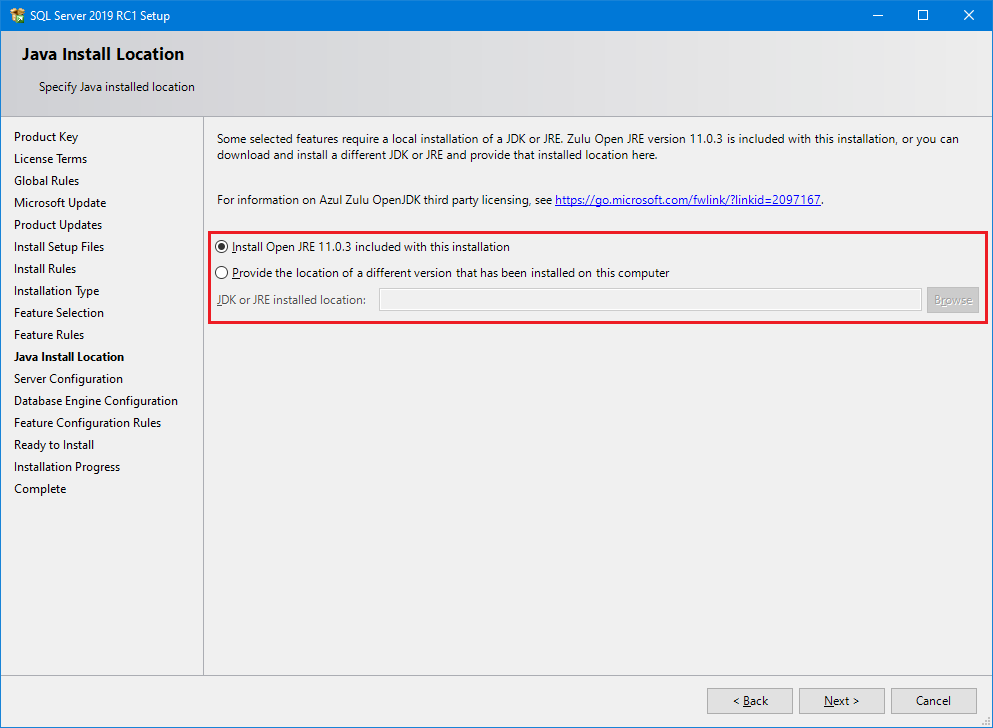 SQL Server 2019 RC1 Setup
Java Install Location
Specify Java installed location
Product Key
License Terms
Global Rules
Microsoft Update
Product Updates
Install Setup Files
Install Rules
Installation Type
Feature Selection
Feature Rules
Java Install Location
Server Configuration
Database Engine Configuration
Feature Configuration Rules
Ready to Install
Installation Progress
Complete
Some selected features require a local installation of a JDK or JRE. Zulu Open JRE version 11.0.3 is included with this installation, or you can
download and install a different JDK or JRE and provide that installed location here.
For information on Azul Zulu OpenJDK third party licensing, see https://go.microsoft.com/fwlink/?linkid=2097167.
Install Open JRE 11.0.3 included with this installation
Provide the location of a different version that has been installed on this computer
JDK or JRE installed location:
Browse
< Back
Next >
Cancel